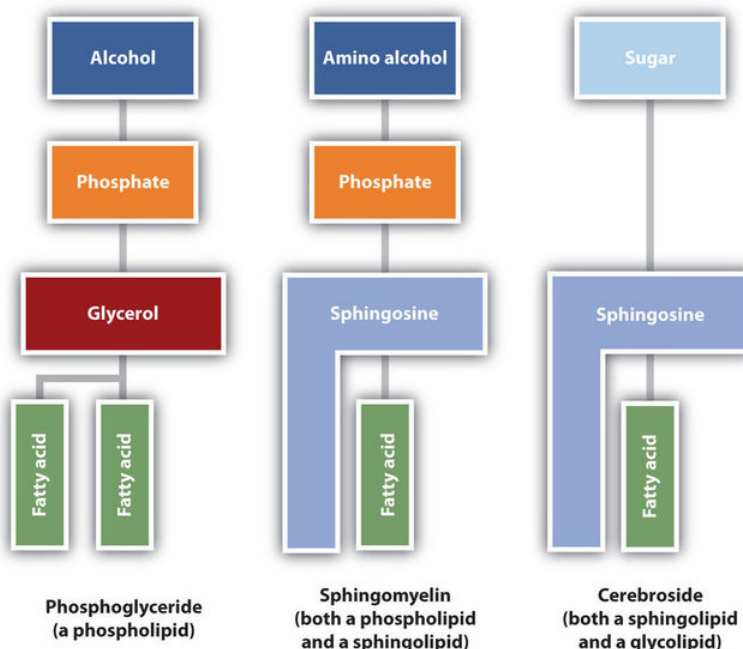 Alcohol
Amino alcohol
Sugar
Phosphate
Phosphate
Glycerol
Sphingosine
Sphingosine
Fatty acid
Fatty acid
Fatty acid
Fatty acid
Phosphoglyceride
(a phospholipid)
Sphingomyelin
(both a phospholipid
and a sphingolipid)
Cerebroside
(both a sphingolipid
and a glycolipid)